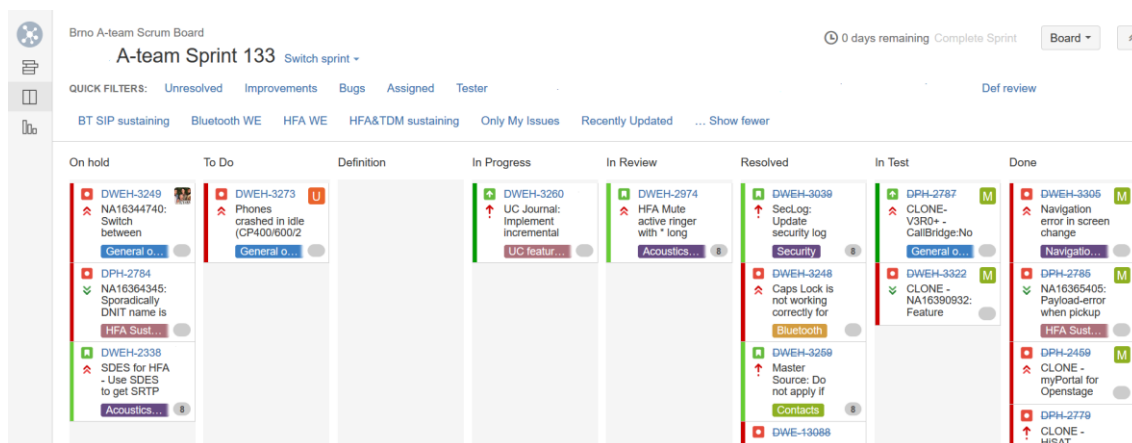 Brno A-team Scrum Board
A-team Sprint 133 Switch sprint
0 days remaining Complete Sprint Board
QUICK FILTERS: Unresolved Improvements Bugs Assigned Tester Def review
BT SIP sustaining Bluetooth WE HFA WE HFA&TDM sustaining Only My Issues Recently Updated ... Show fewer
On hold To Do Definition In Progress In Review Resolved In Test Done
DWEH-3249
NA16344740:
Switch
between
General o...
DPH-2784
NA16364345:
Sporadically
DNIT name is
HFA Sust...
DWEH-2338
SDES for HFA
- Use SDES
to get SRTP
Acoustics... 8
DWEH-3273 U
Phones
crashed in idle
(CP400/600/2
General o...
DWEH-3260
UC Journal:
Implement
incremental
UC featur...
DWEH-2974
HFA Mute
active ringer
with * long
Acoustics... 8
DWEH-3039
SecLog:
Update
security log
Security 8
DWEH-3248
Caps Lock is
not working
correctly for
Bluetooth
DWEH-3259
Master
Source: Do
not apply if
Contacts 8
DWE-13088
DPH-2787 M
CLONE-
V3R0+ -
CallBridge:No
General o...
DWEH-3322 M
CLONE -
NA16390932:
Feature
DWEH-3305 M
Navigation
error in screen
change
Navigatio...
DPH-2785 M
NA16365405:
Payload-error
when pickup
HFA Sust...
DPH-2459 M
CLONE -
myPortal for
Openstage
DPH-2779
CLONE -
HiSAT